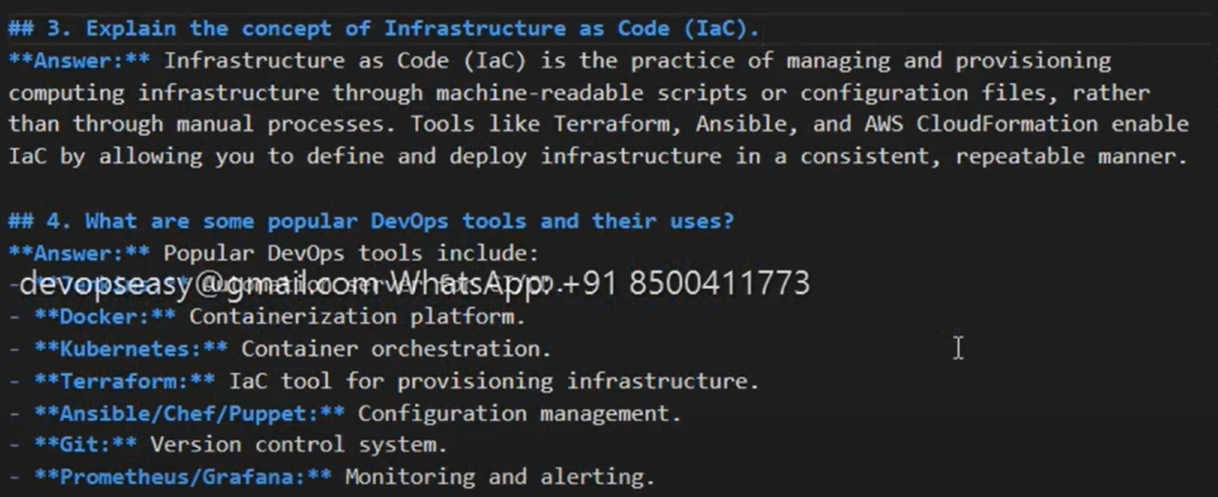 ## 3. Explain the concept of Infrastructure as Code (IaC).
**Answer:** Infrastructure as Code (IaC) is the practice of managing and provisioning
computing infrastructure through machine-readable scripts or configuration files, rather
than through manual processes. Tools like Terraform, Ansible, and AWS CloudFormation enable
IaC by allowing you to define and deploy infrastructure in a consistent, repeatable manner.
## 4. What are some popular DevOps tools and their uses?
**Answer:** Popular DevOps tools include:
devopseasy@gmail.com WhatsApp: +91 8500411773
- **Docker:** Containerization platform.
- **Kubernetes:** Container orchestration.
- **Terraform:** IaC tool for provisioning infrastructure.
- **Ansible/Chef/Puppet:** Configuration management.
- **Git:** Version control system.
- **Prometheus/Grafana:** Monitoring and alerting.